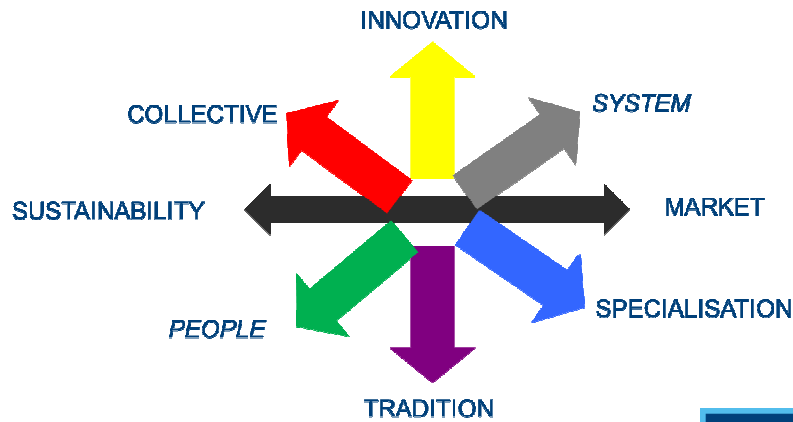 INNOVATION
SYSTEM
COLLECTIVE
SUSTAINABILITY
MARKET
SPECIALISATION
PEOPLE
TRADITION